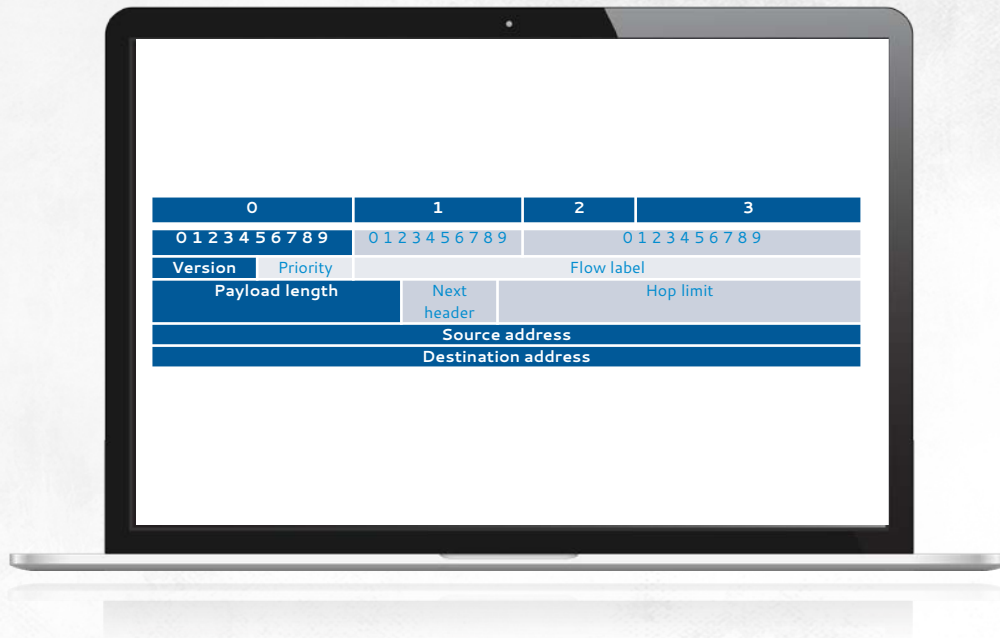 0 1 2 3
0 1 2 3 4 5 6 7 8 9 0 1 2 3 4 5 6 7 8 9 0 1 2 3 4 5 6 7 8 9
Version Priority Flow label
Payload length Next header Hop limit
Source address
Destination address